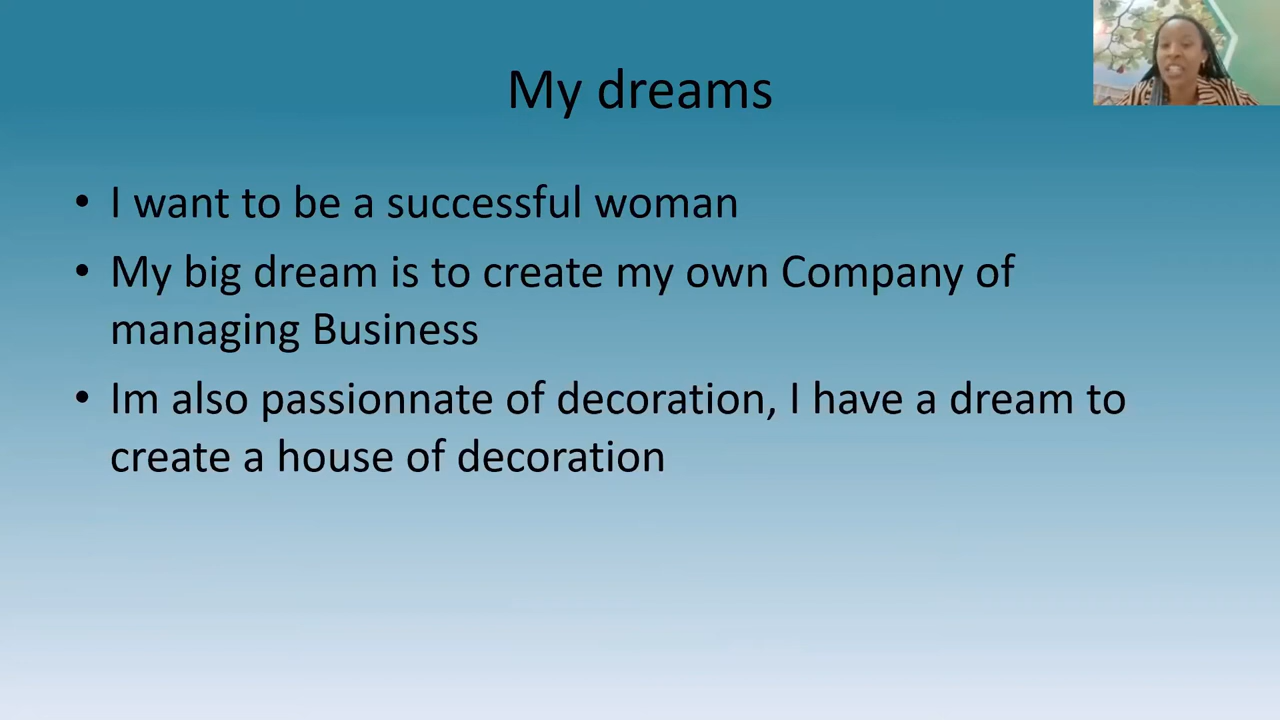 My dreams
• I want to be a successful woman
• My big dream is to create my own Company of
managing Business
• Im also passionnate of decoration, I have a dream to
create a house of decoration